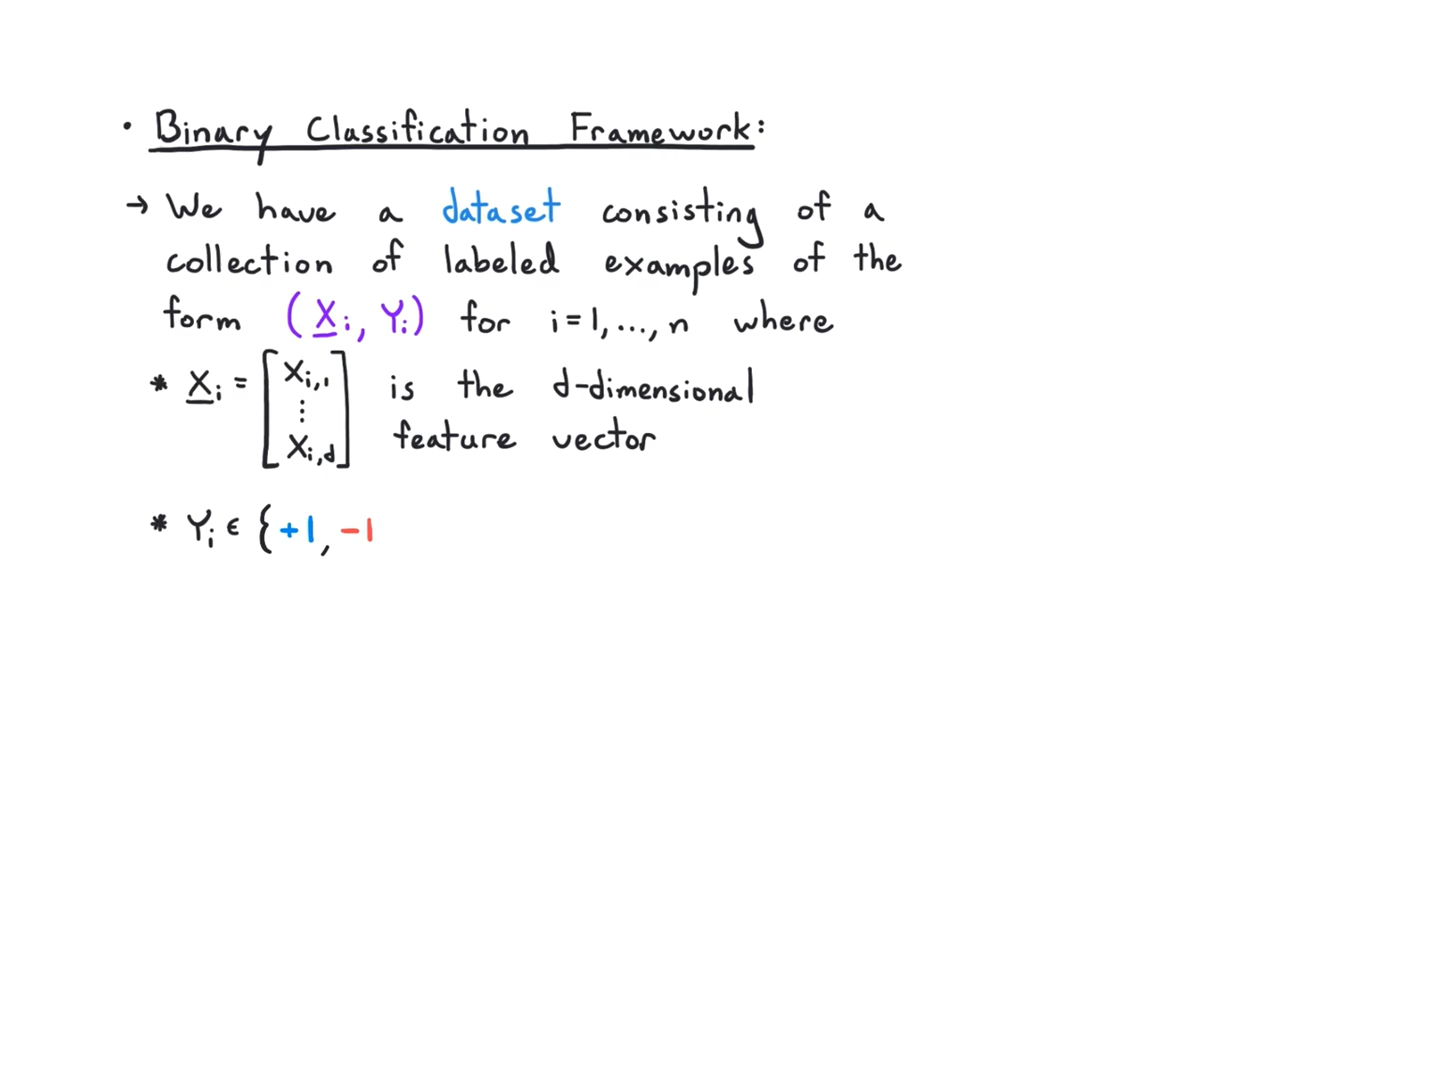 • Binary Classification Framework:
→ We have a dataset consisting of a
collection of labeled examples of the
form (X_i, Y_i) for i=1,...,n where
* X_i = [X_i,1 ⋮ X_i,d] is the d-dimensional
feature vector
* Y_i ∈ {+1, -1